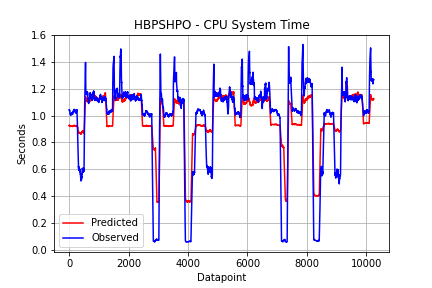 HBPSHPO - CPU System Time
Seconds
1.6
1.4
1.2
1.0
0.8
0.6
0.4
0.2
0.0
Predicted
Observed
0 2000 4000 6000 8000 10000
Datapoint